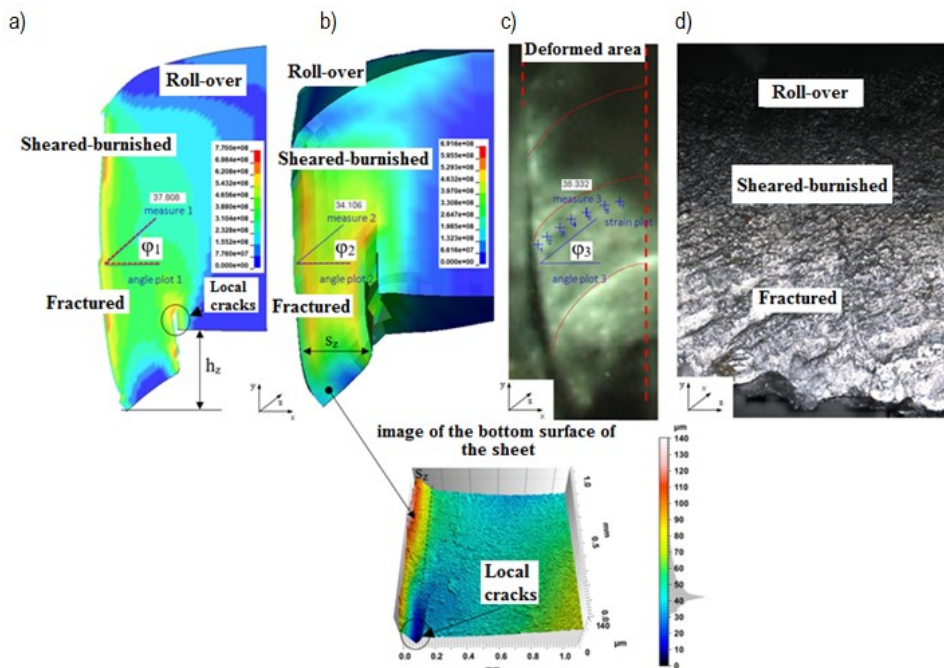 a)
b)
c)
d)
Roll-over
Sheared-burnished
7.700e+08
6.984e+08
6.208e+08
5.432e+08
4.656e+08
3.880e+08
3.104e+08
2.328e+08
1.552e+08
7.760e+07
0.000e+00
37.808
measure 1
φ1
angle plot 1
Fractured
Local
cracks
hz
y
z
x
Roll-over
Sheared-burnished
6.916e+08
5.955e+08
5.293e+08
4.632e+08
3.970e+08
3.308e+08
2.647e+08
1.985e+08
1.323e+08
6.616e+07
0.000e+00
34.106
measure 2
φ2
angle plot 2
Fractured
sz
y
z
x
Deformed area
38.332
measure 3
strain plot
φ3
angle plot 3
y
z
x
Roll-over
Sheared-burnished
Fractured
y
x
z
image of the bottom surface of
the sheet
sz
Local
cracks
1.0
mm
0.5
0.0
140
µm
0.0 0.2 0.4 0.6 0.8 1.0
µm
140
130
120
110
100
90
80
70
60
50
40
30
20
10
0